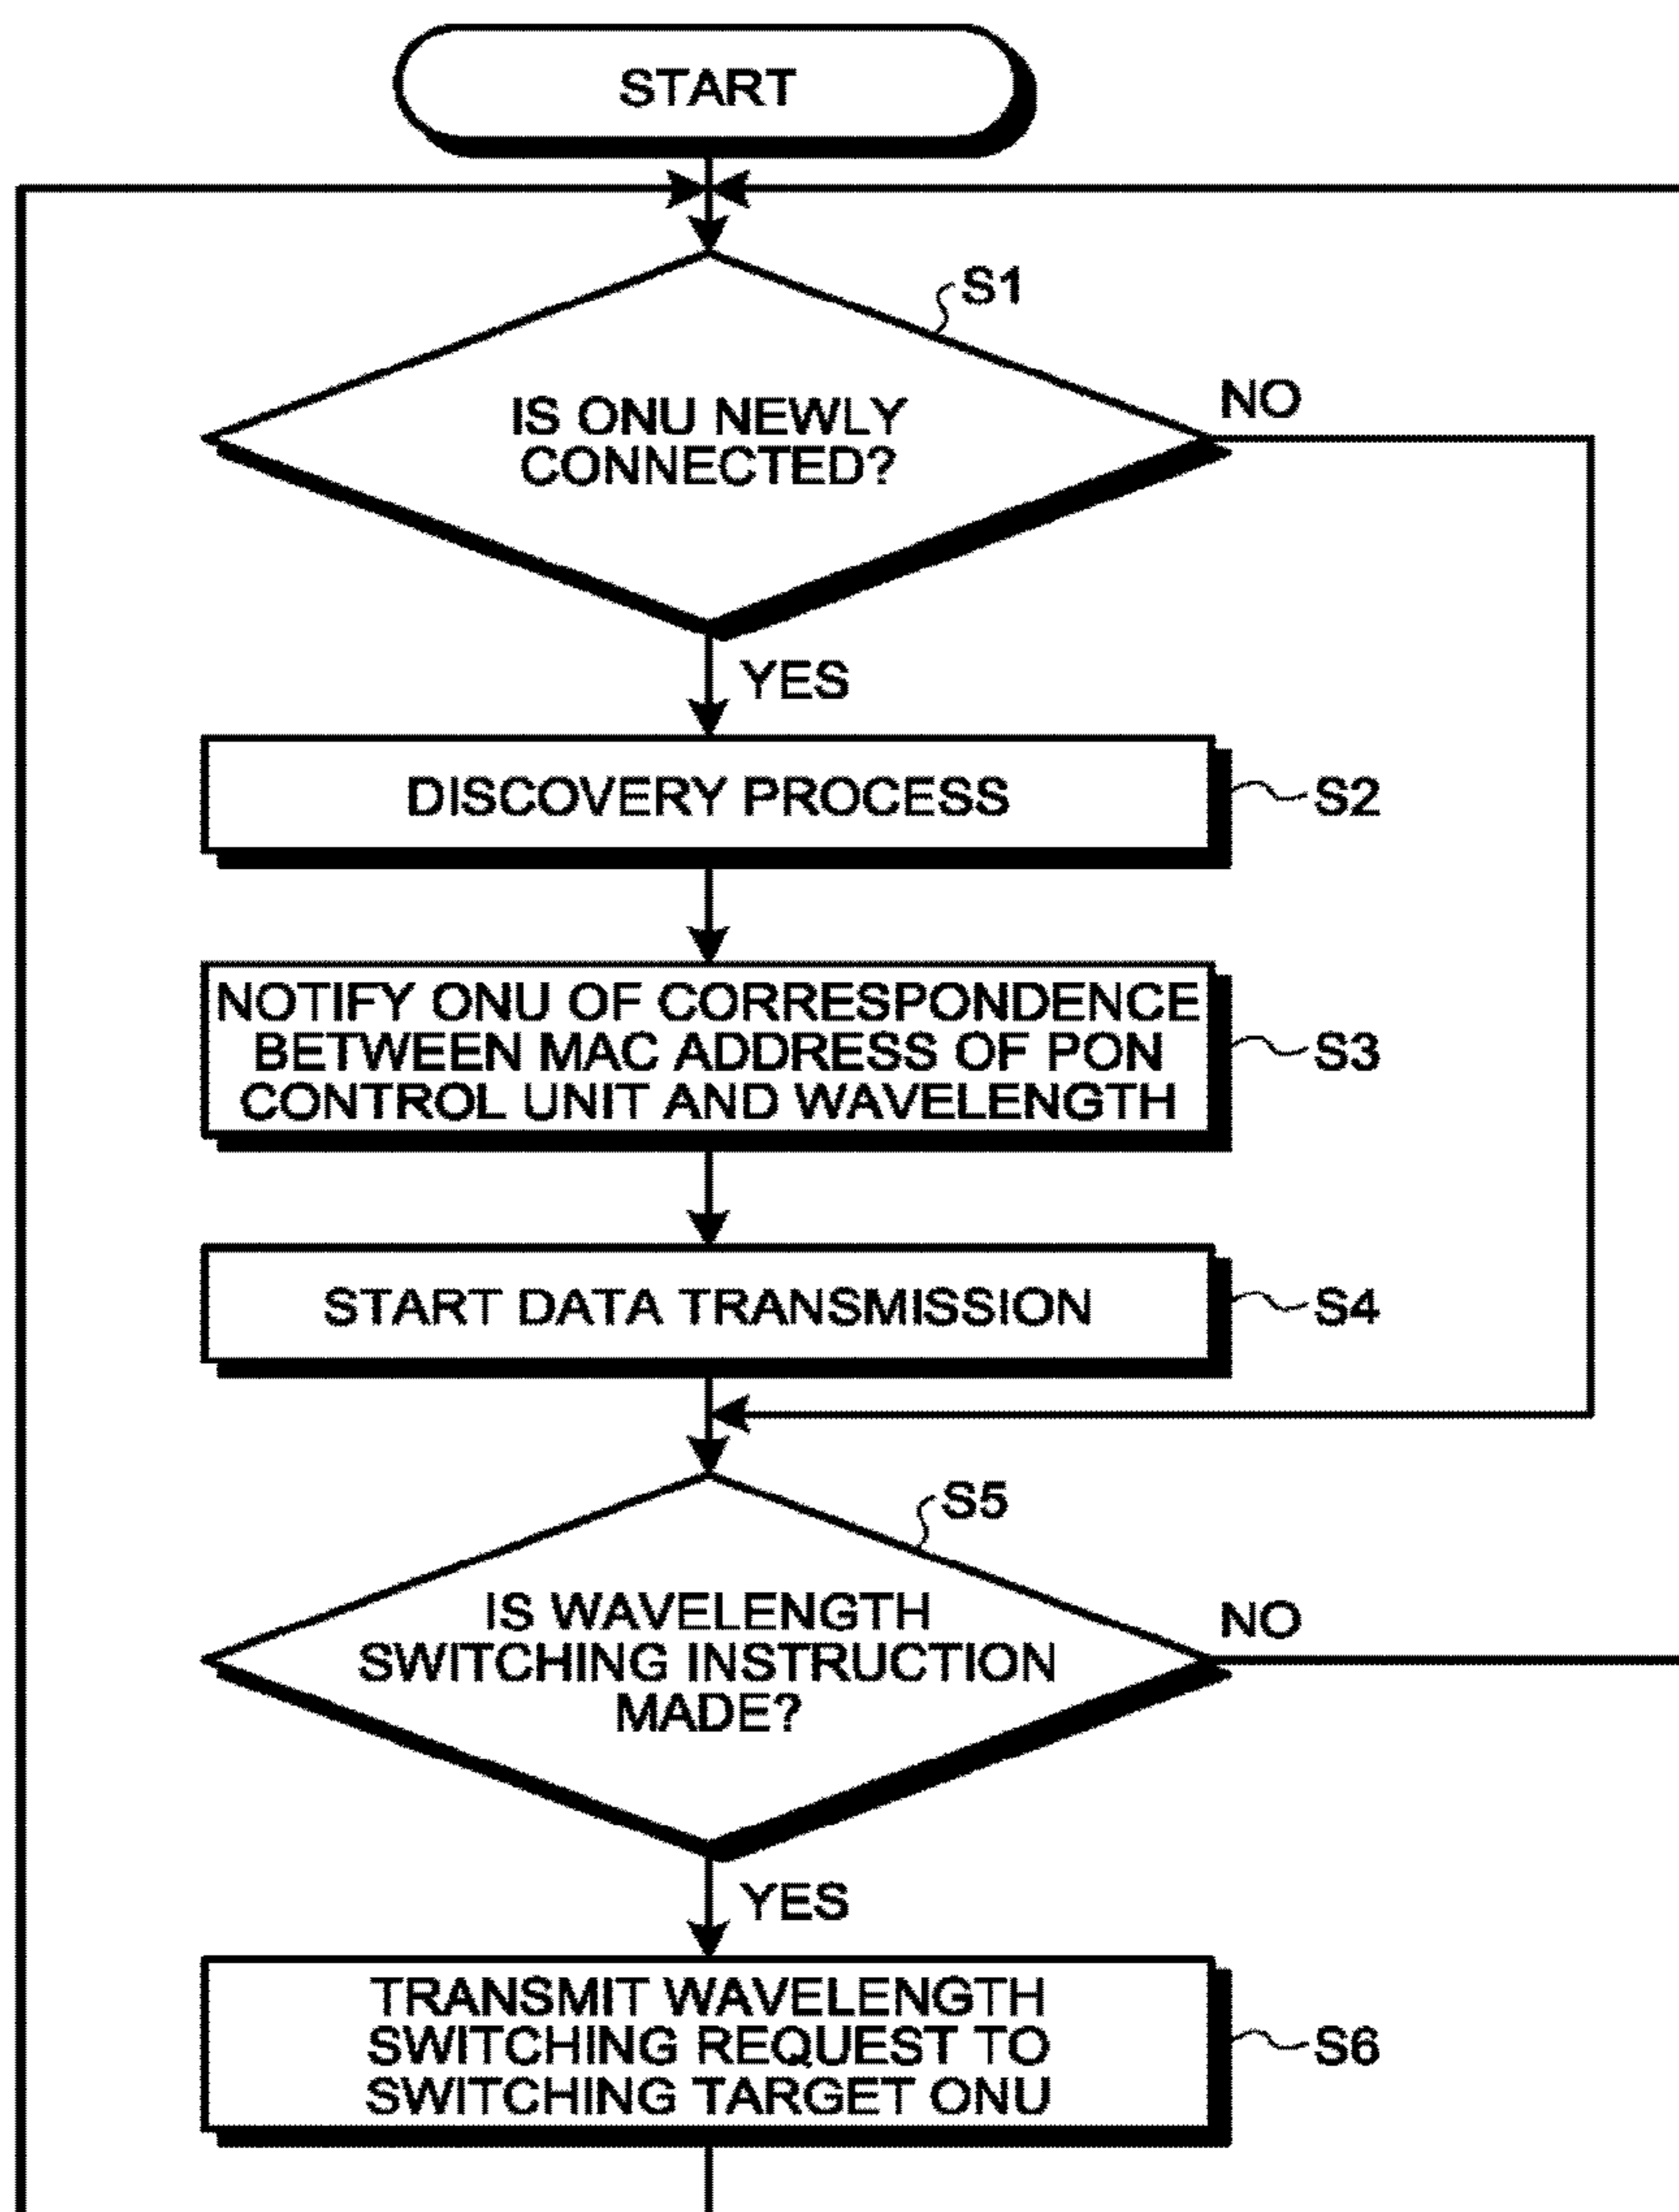 START
S1
IS ONU NEWLY
CONNECTED?
NO
YES
DISCOVERY PROCESS
S2
NOTIFY ONU OF CORRESPONDENCE
BETWEEN MAC ADDRESS OF PON
CONTROL UNIT AND WAVELENGTH
S3
START DATA TRANSMISSION
S4
S5
IS WAVELENGTH
SWITCHING INSTRUCTION
MADE?
NO
YES
TRANSMIT WAVELENGTH
SWITCHING REQUEST TO
SWITCHING TARGET ONU
S6